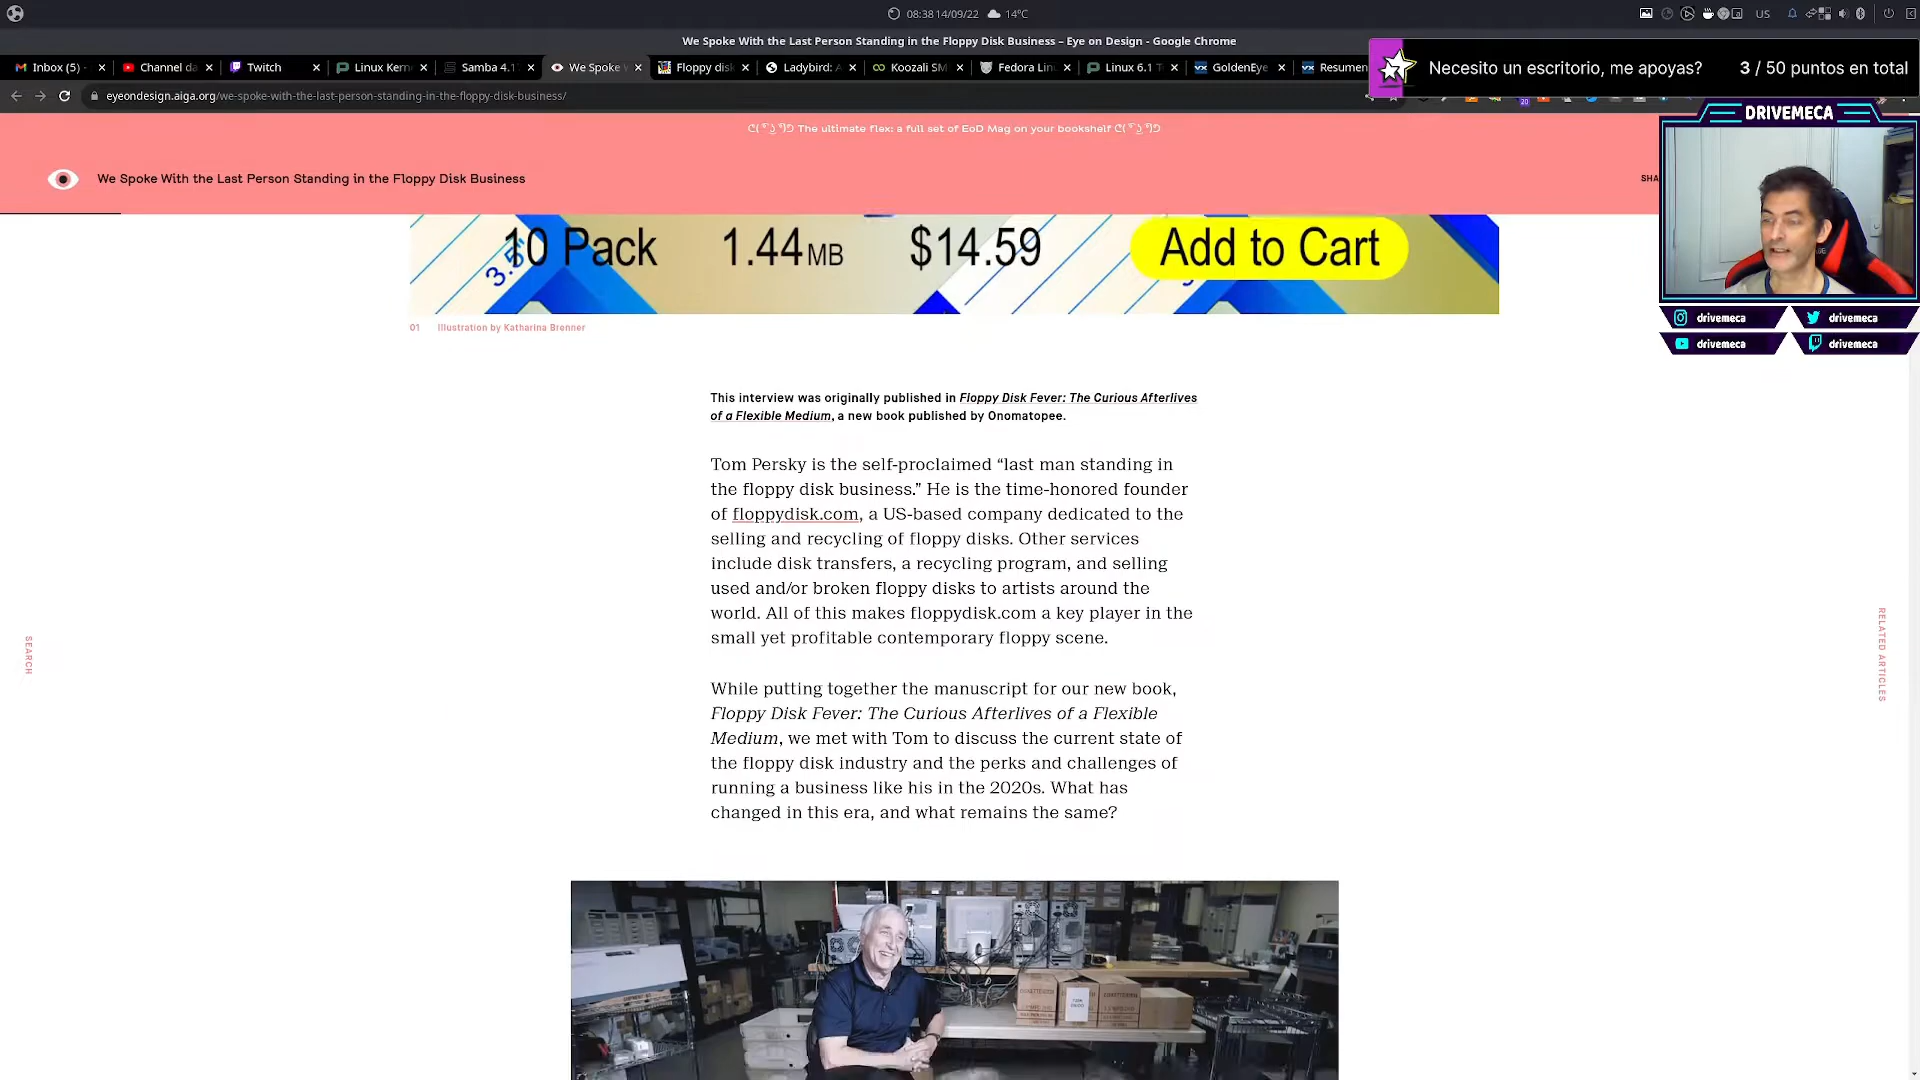 08:38 14/09/22 14°C
US
We Spoke With the Last Person Standing in the Floppy Disk Business – Eye on Design - Google Chrome
Inbox (5)
Channel da
Twitch
Linux Kern
Samba 4.1
We Spoke
Floppy disk
Ladybird:
Koozali SM
Fedora Lin
Linux 6.1
GoldenEye
Resumen
Necesito un escritorio, me apoyas? 3 / 50 puntos en total
eyeondesign.aiga.org/we-spoke-with-the-last-person-standing-in-the-floppy-disk-business/
20
DRIVEMECA
The ultimate flex: a full set of EoD Mag on your bookshelf
We Spoke With the Last Person Standing in the Floppy Disk Business
SHA
3.5"
10 Pack 1.44MB $14.59 Add to Cart
drivemeca
drivemeca
drivemeca
drivemeca
01 Illustration by Katharina Brenner
This interview was originally published in Floppy Disk Fever: The Curious Afterlives
of a Flexible Medium, a new book published by Onomatopee.
Tom Persky is the self-proclaimed “last man standing in
the floppy disk business.” He is the time-honored founder
of floppydisk.com, a US-based company dedicated to the
selling and recycling of floppy disks. Other services
include disk transfers, a recycling program, and selling
used and/or broken floppy disks to artists around the
world. All of this makes floppydisk.com a key player in the
small yet profitable contemporary floppy scene.
SEARCH
RELATED ARTICLES
While putting together the manuscript for our new book,
Floppy Disk Fever: The Curious Afterlives of a Flexible
Medium, we met with Tom to discuss the current state of
the floppy disk industry and the perks and challenges of
running a business like his in the 2020s. What has
changed in this era, and what remains the same?